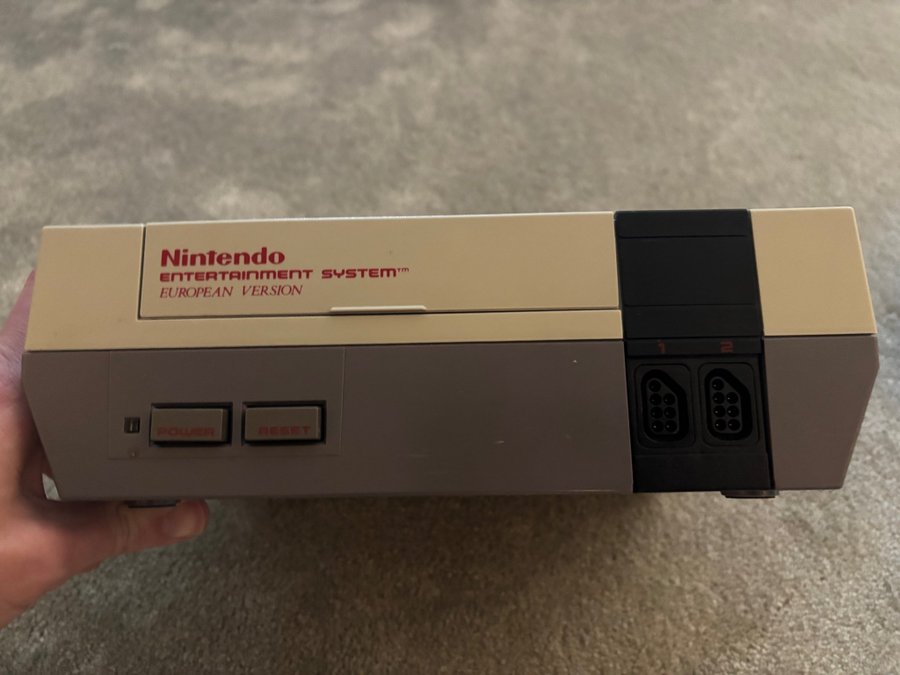 Nintendo
ENTERTAINMENT SYSTEM™
EUROPEAN VERSION
1 2
POWER RESET